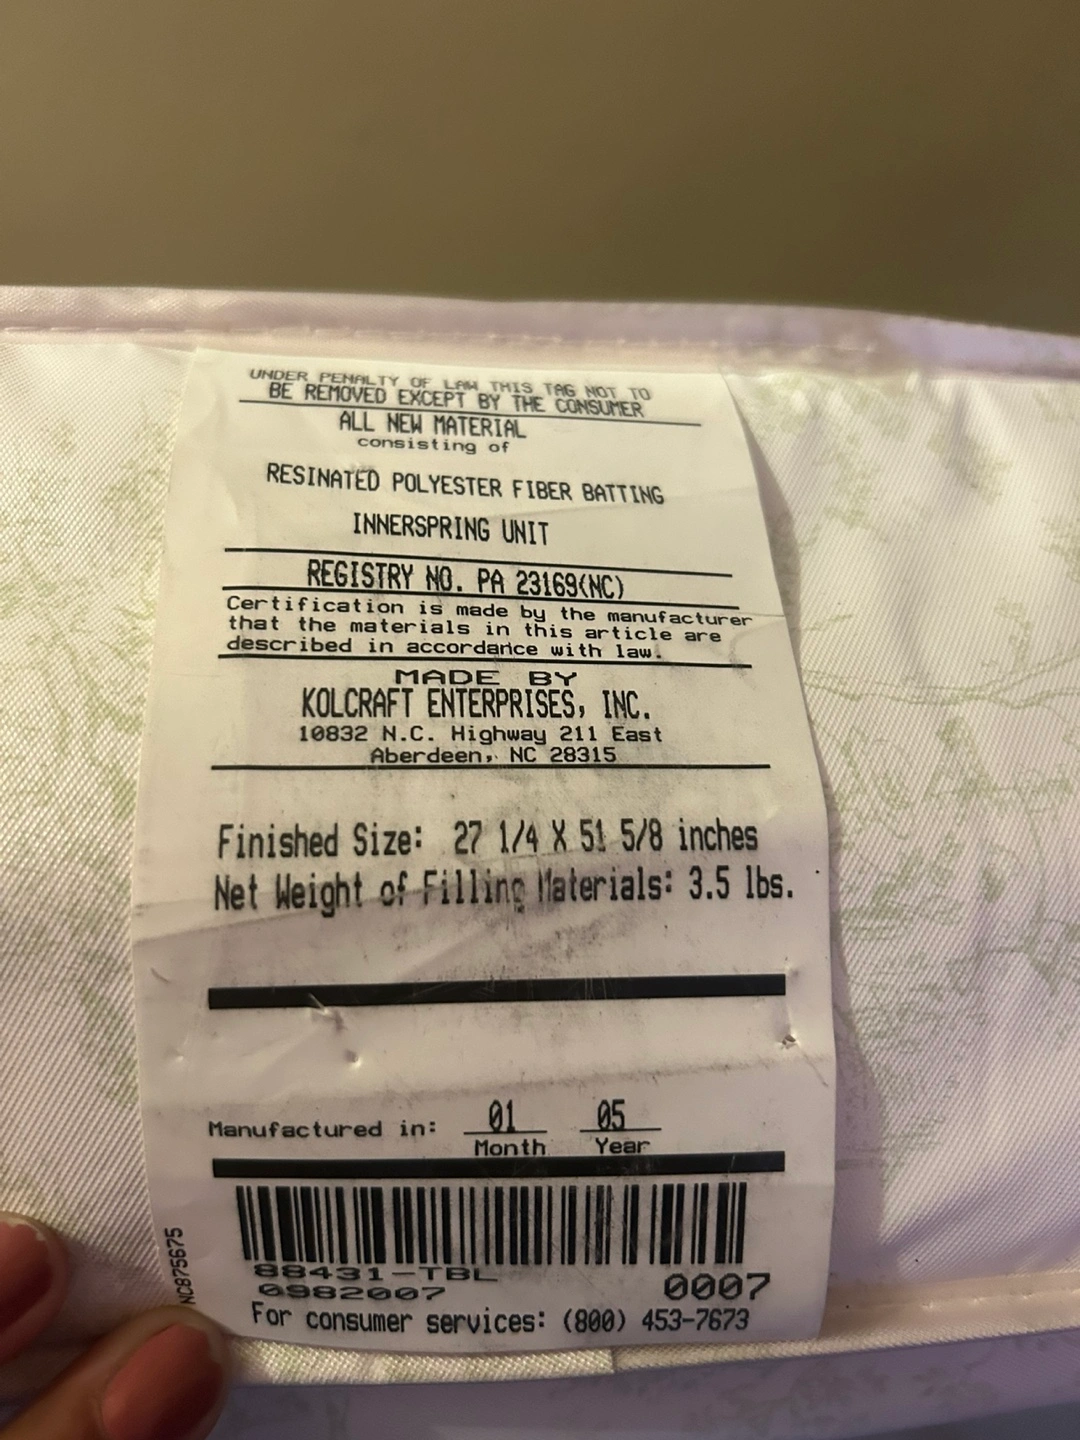 UNDER PENALTY OF LAW THIS TAG NOT TO
BE REMOVED EXCEPT BY THE CONSUMER
ALL NEW MATERIAL
consisting of
RESINATED POLYESTER FIBER BATTING
INNERSPRING UNIT
REGISTRY NO. PA 23169(NC)
Certification is made by the manufacturer
that the materials in this article are
described in accordance with law.
MADE BY
KOLCRAFT ENTERPRISES, INC.
10832 N.C. Highway 211 East
Aberdeen, NC 28315
Finished Size: 27 1/4 X 51 5/8 inches
Net Weight of Filling Materials: 3.5 lbs.
Manufactured in: 01 05
Month Year
88431-TBL
0982007 0007
For consumer services: (800) 453-7673
NC875675